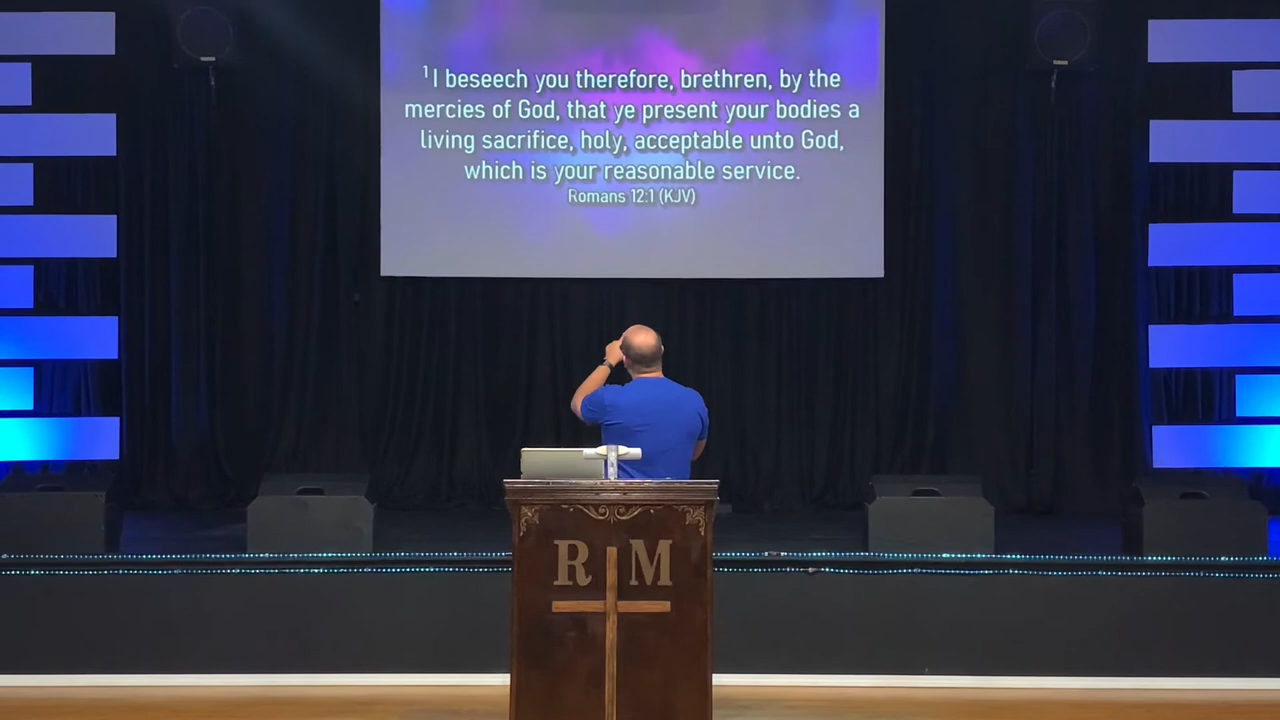 ¹I beseech you therefore, brethren, by the
mercies of God, that ye present your bodies a
living sacrifice, holy, acceptable unto God,
which is your reasonable service.
Romans 12:1 (KJV)
R M